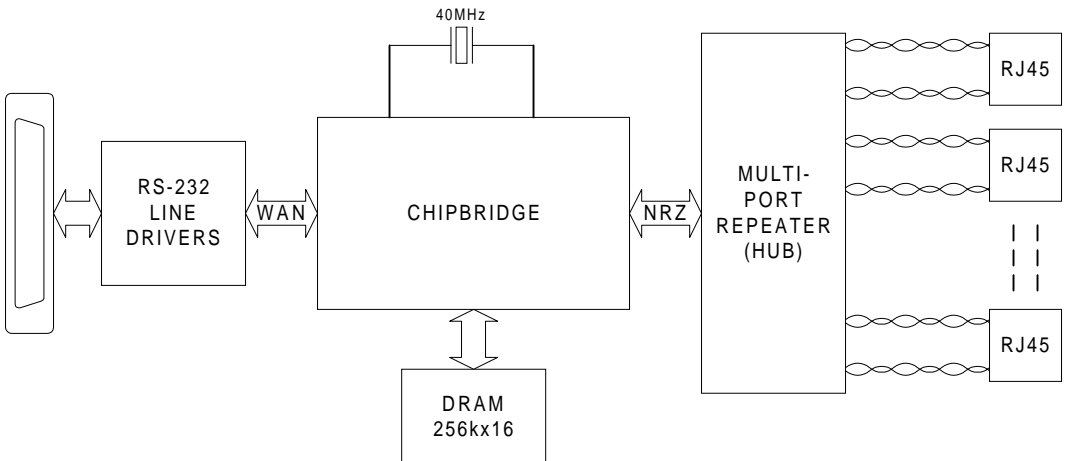 40MHz
RJ45
RS-232
LINE
DRIVERS
WAN
CHIPBRIDGE
NRZ
MULTI-
PORT
REPEATER
(HUB)
RJ45
RJ45
DRAM
256kx16